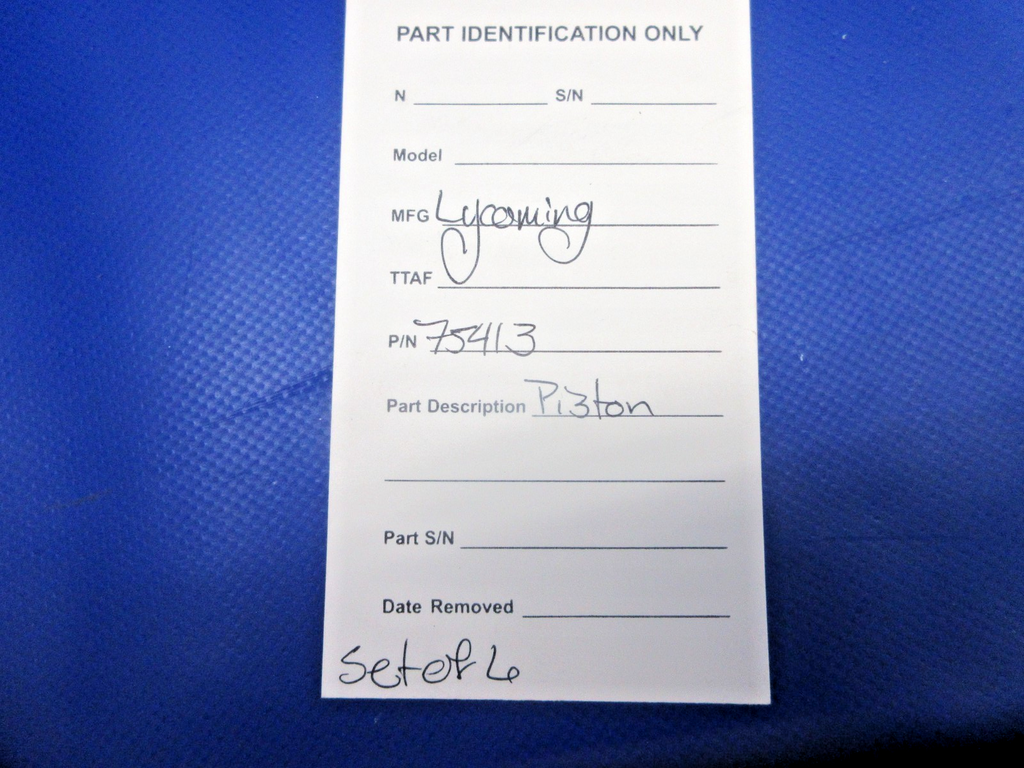 PART IDENTIFICATION ONLY
N S/N
Model
MFG Lycoming
TTAF
P/N 75413
Part Description Piston
Part S/N
Date Removed
Set of 6